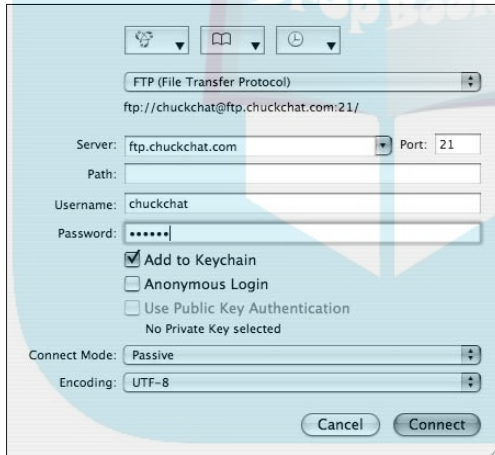 Drop Book
FTP (File Transfer Protocol)
ftp://chuckchat@ftp.chuckchat.com:21/
Server: ftp.chuckchat.com Port: 21
Path:
Username: chuckchat
Password: ••••••
Add to Keychain
Anonymous Login
Use Public Key Authentication
No Private Key selected
Connect Mode: Passive
Encoding: UTF-8
Cancel Connect